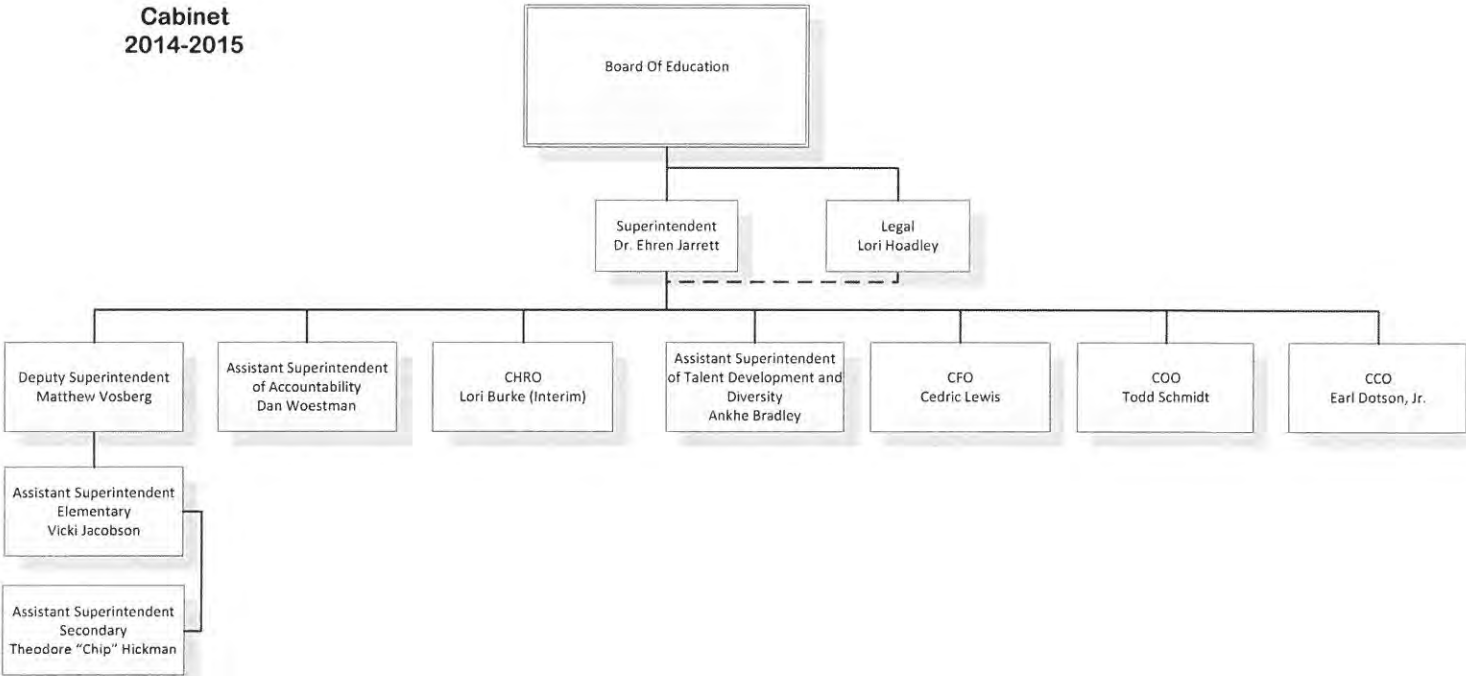 Cabinet
2014-2015
Board Of Education
Superintendent
Dr. Ehren Jarrett
Legal
Lori Hoadley
Deputy Superintendent
Matthew Vosberg
Assistant Superintendent
of Accountability
Dan Woestman
CHRO
Lori Burke (Interim)
Assistant Superintendent
of Talent Development and
Diversity
Ankhe Bradley
CFO
Cedric Lewis
COO
Todd Schmidt
CCO
Earl Dotson, Jr.
Assistant Superintendent
Elementary
Vicki Jacobson
Assistant Superintendent
Secondary
Theodore “Chip” Hickman